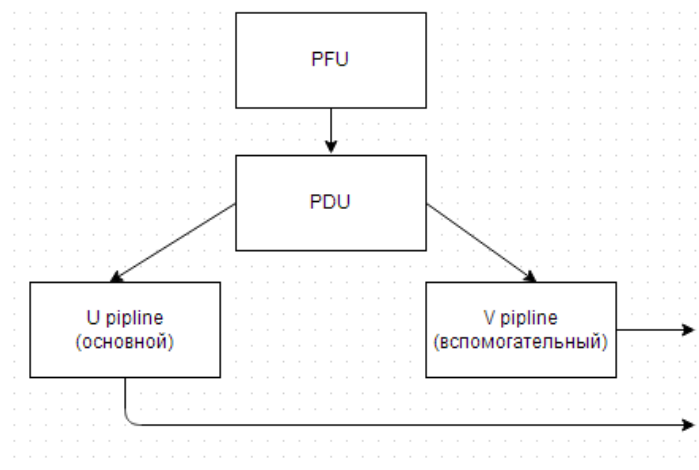 PFU
PDU
U pipline
(основной)
V pipline
(вспомогательный)